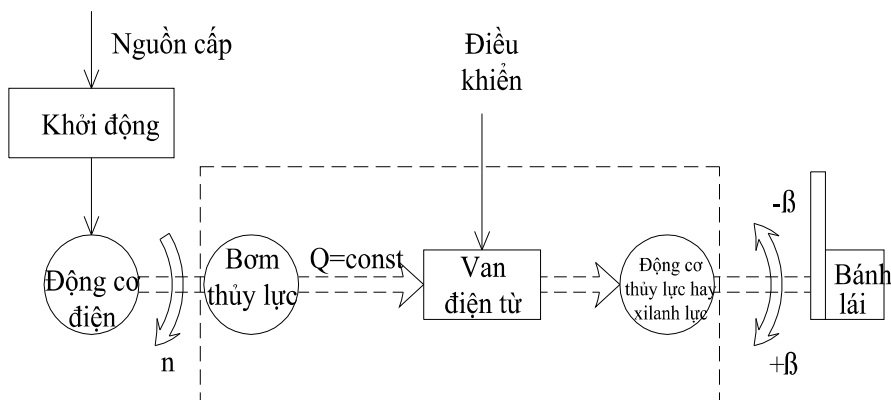 Nguồn cấp
Điều
khiển
Khởi động
-ß
Động cơ
điện
Bơm
thủy lực
Q=const
Van
điện từ
Động cơ
thủy lực hay
xilanh lực
Bánh
lái
n
+ß